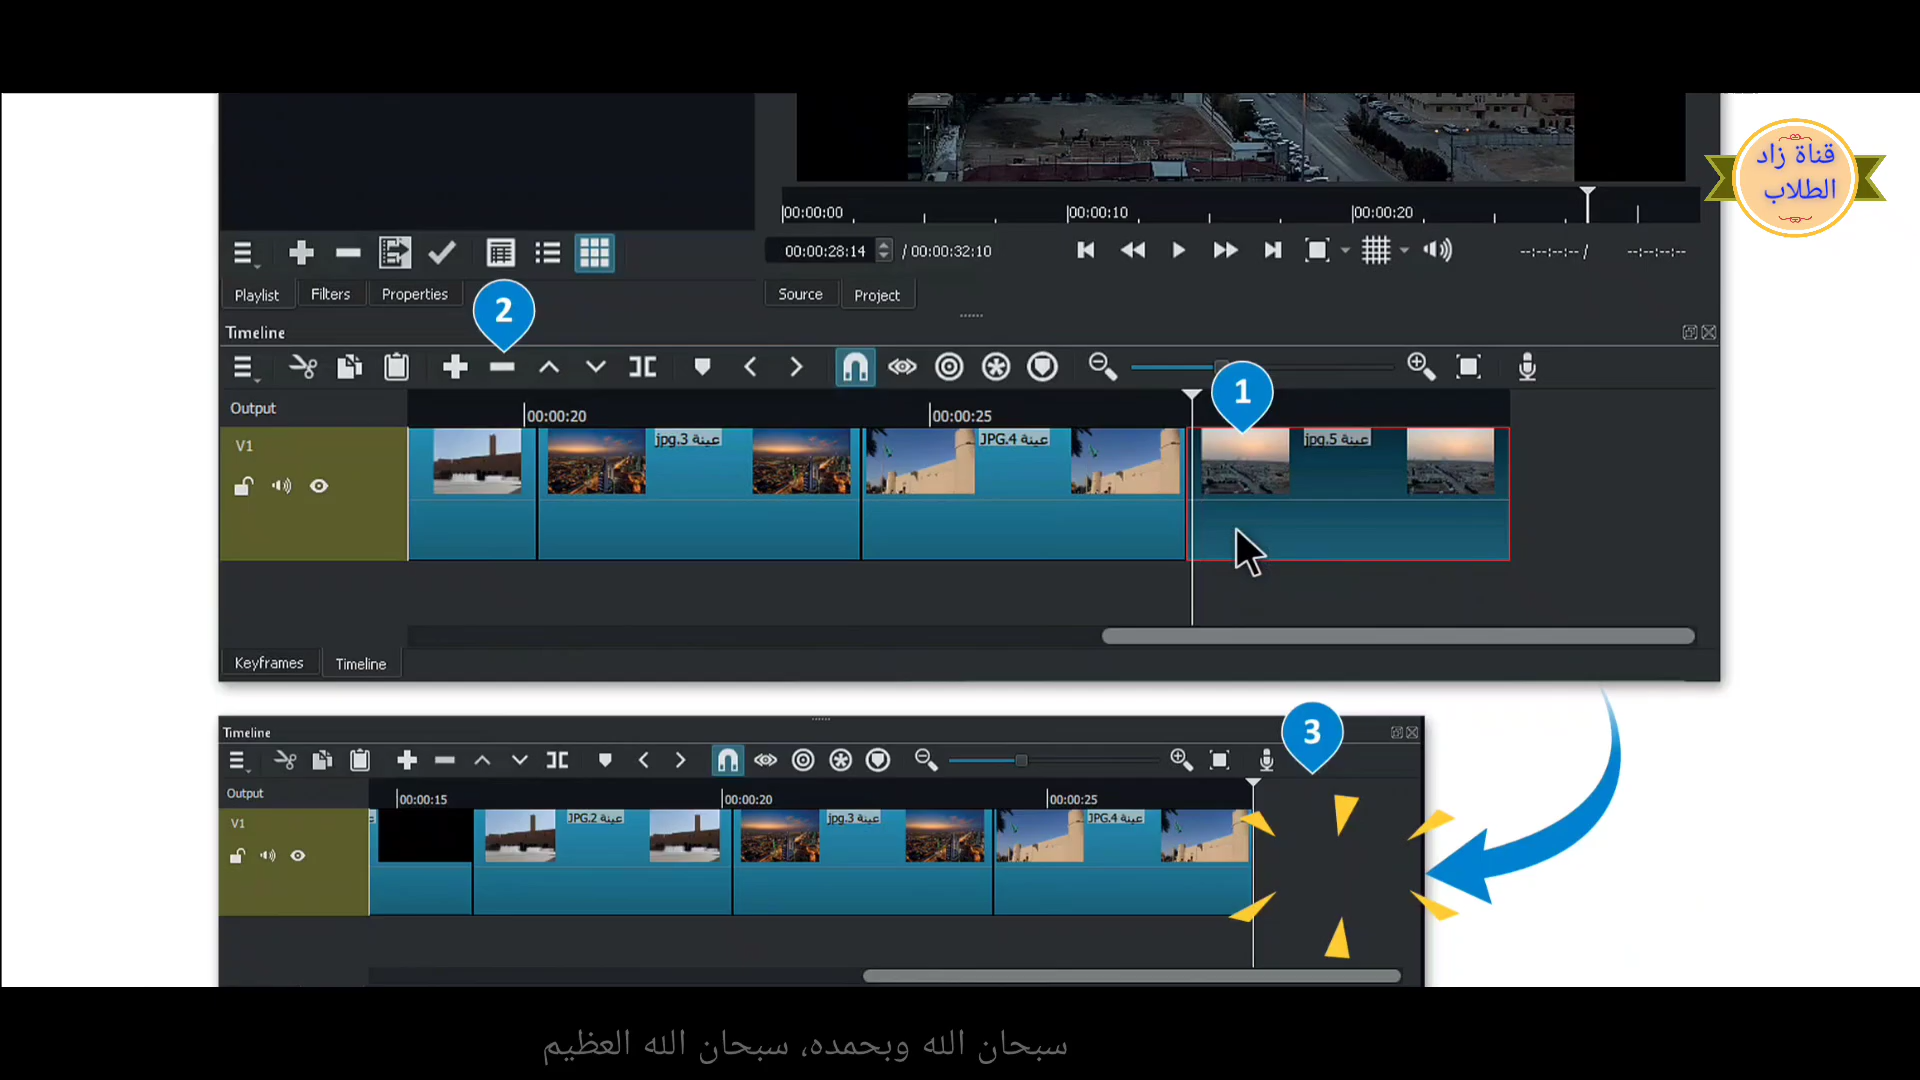 قناة زاد
الطلاب
00:00:00
00:00:10
00:00:20
00:00:28:14
/ 00:00:32:10
--:--:--:-- /
--:--:--:--
Playlist
Filters
Properties
2
Source
Project
Timeline
1
Output
00:00:20
00:00:25
V1
عينة 3.jpg
عينة 4.JPG
عينة 5.jpg
Keyframes
Timeline
3
Timeline
Output
00:00:15
00:00:20
00:00:25
V1
عينة 2.JPG
عينة 3.jpg
عينة 4.JPG
سبحان الله وبحمده، سبحان الله العظيم